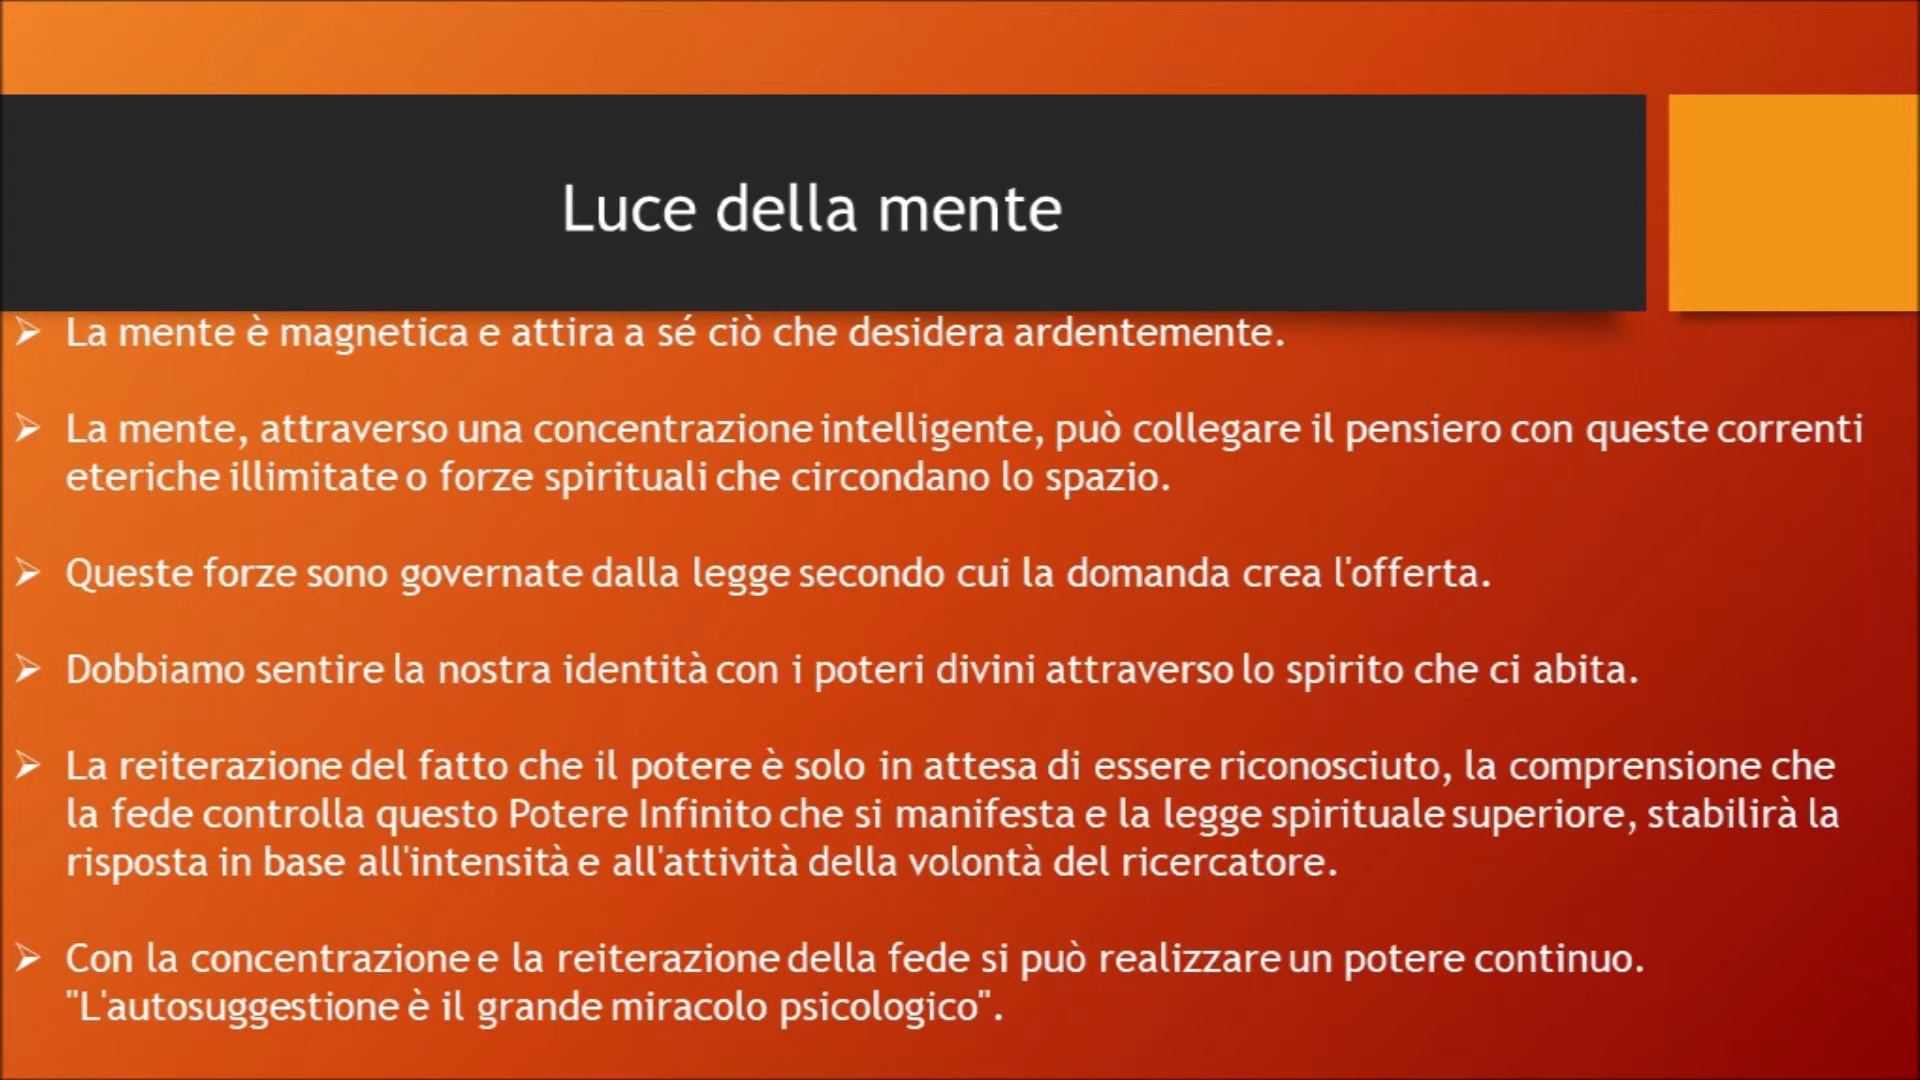 Luce della mente
➢ La mente è magnetica e attira a sé ciò che desidera ardentemente.
➢ La mente, attraverso una concentrazione intelligente, può collegare il pensiero con queste correnti
eteriche illimitate o forze spirituali che circondano lo spazio.
➢ Queste forze sono governate dalla legge secondo cui la domanda crea l'offerta.
➢ Dobbiamo sentire la nostra identità con i poteri divini attraverso lo spirito che ci abita.
➢ La reiterazione del fatto che il potere è solo in attesa di essere riconosciuto, la comprensione che
la fede controlla questo Potere Infinito che si manifesta e la legge spirituale superiore, stabilirà la
risposta in base all'intensità e all'attività della volontà del ricercatore.
➢ Con la concentrazione e la reiterazione della fede si può realizzare un potere continuo.
"L'autosuggestione è il grande miracolo psicologico".